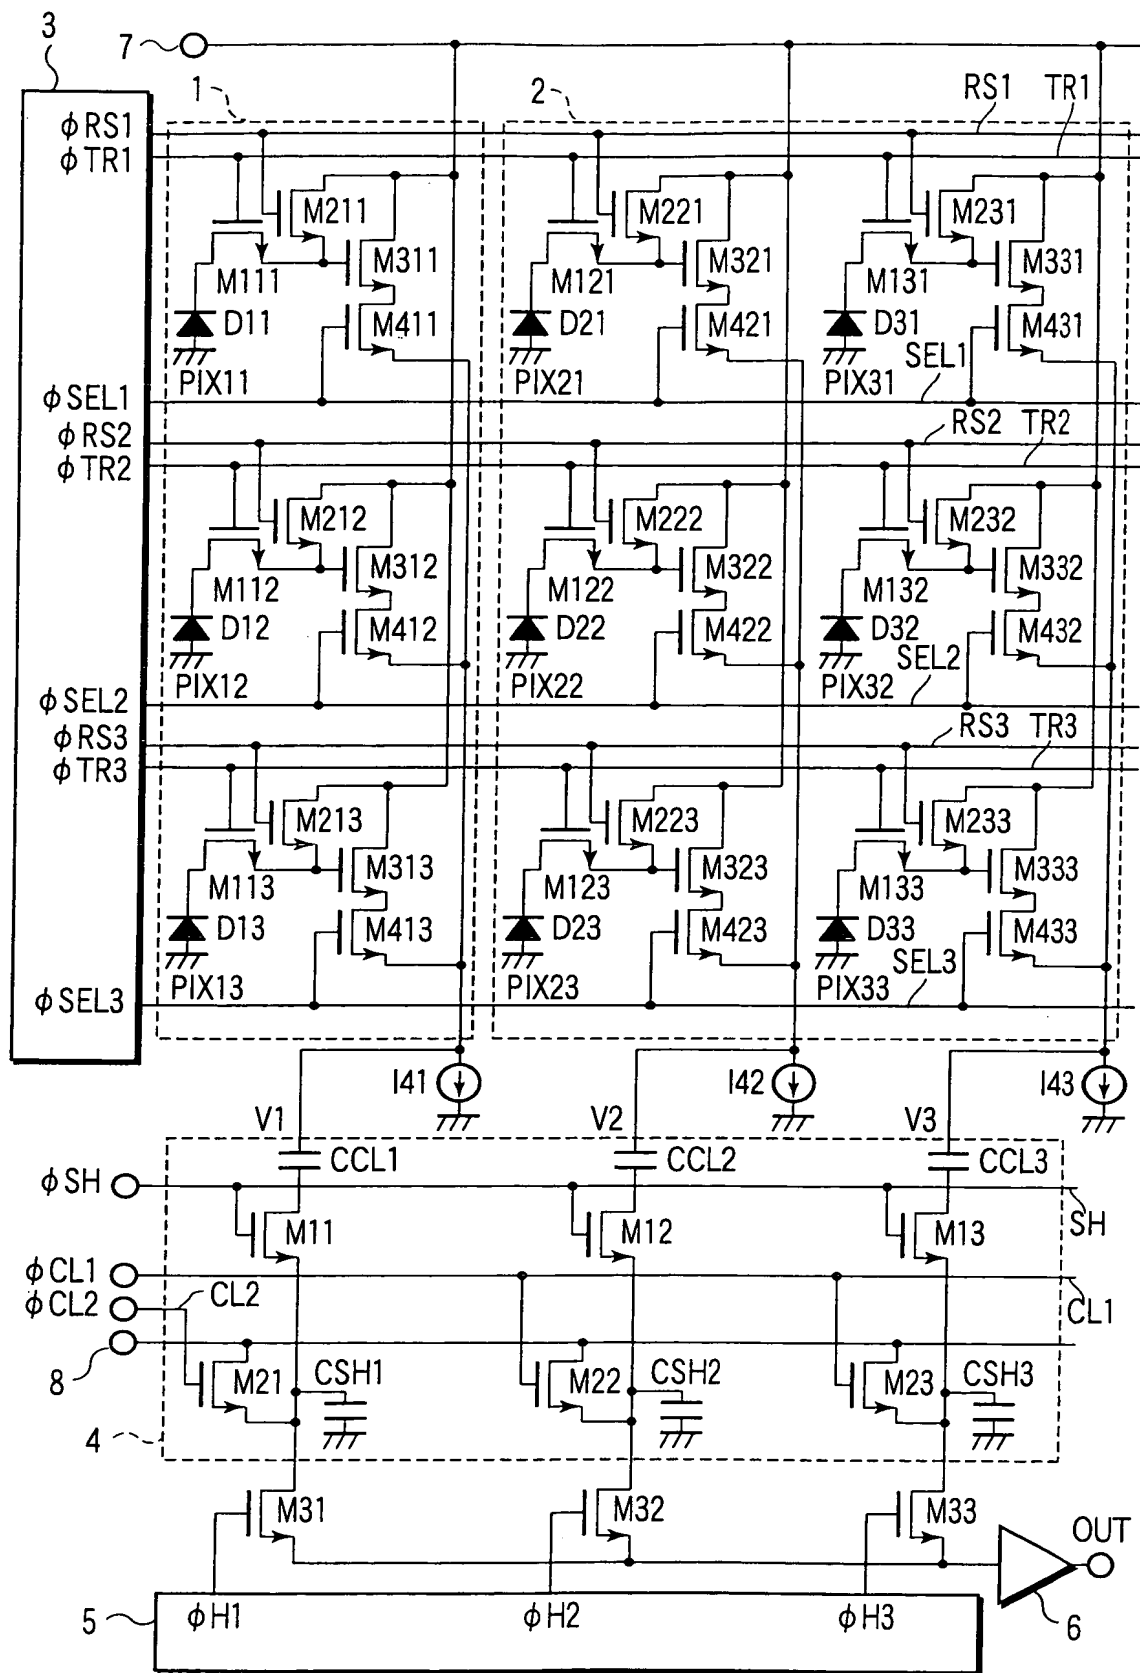 3
7
1
2
RS1
TR1
φRS1
φTR1
M211
M221
M231
M311
M321
M331
M111
M121
M131
D11
M411
D21
M421
D31
M431
PIX11
PIX21
PIX31
SEL1
φSEL1
φRS2
RS2
φTR2
TR2
M212
M222
M232
M312
M322
M332
M112
M122
M132
D12
M412
D22
M422
D32
M432
PIX12
PIX22
PIX32
SEL2
φSEL2
φRS3
RS3
φTR3
TR3
M213
M223
M233
M313
M323
M333
M113
M123
M133
D13
M413
D23
M423
D33
M433
PIX13
PIX23
PIX33
SEL3
φSEL3
I41
I42
I43
V1
V2
V3
CCL1
CCL2
CCL3
φSH
SH
M11
M12
M13
φCL1
CL1
φCL2
CL2
8
M21
CSH1
M22
CSH2
M23
CSH3
4
M31
M32
M33
OUT
5
φH1
φH2
φH3
6